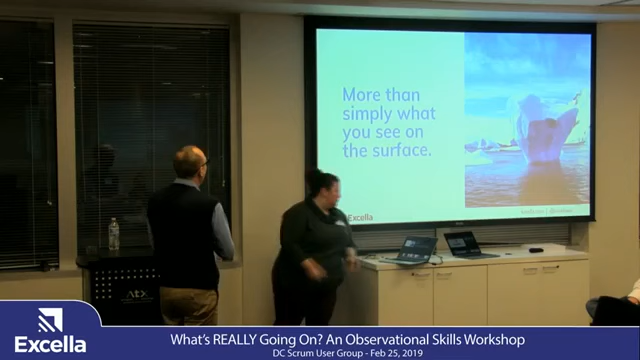 More than
simply what
you see on
the surface.
Excella
Atx
Excella
What's REALLY Going On? An Observational Skills Workshop
DC Scrum User Group - Feb 25, 2019